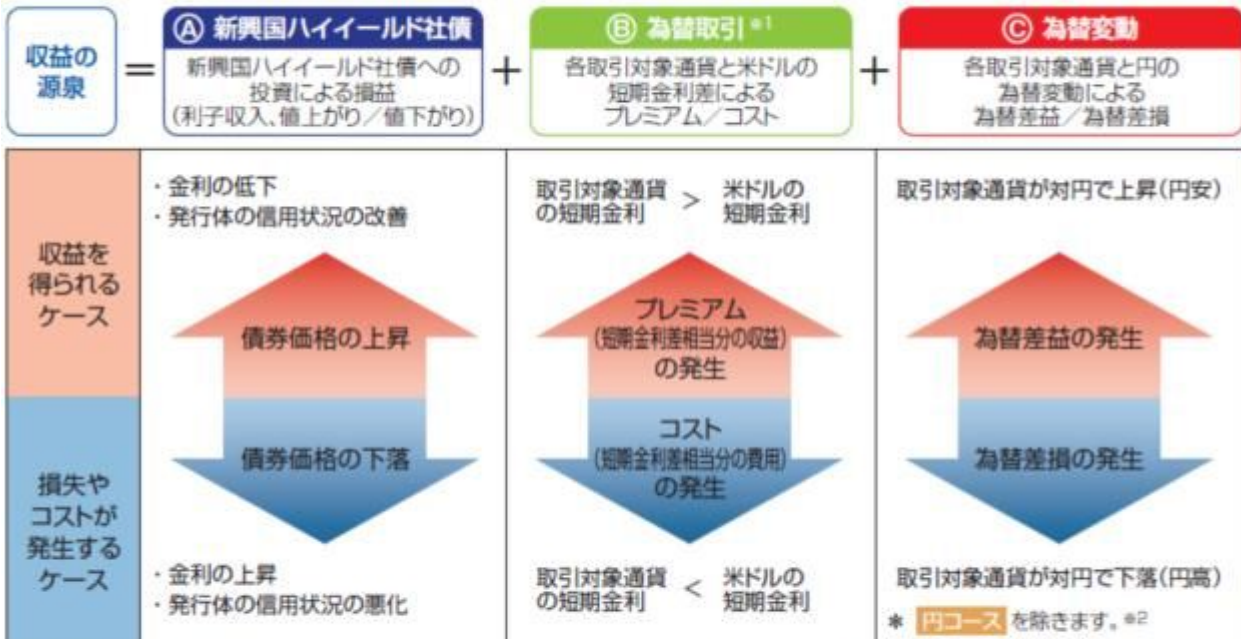 収益の
源泉
=
Ⓐ 新興国ハイイールド社債
新興国ハイイールド社債への
投資による損益
(利子収入、値上がり/値下がり)
+
Ⓑ 為替取引※1
各取引対象通貨と米ドルの
短期金利差による
プレミアム/コスト
+
Ⓒ 為替変動
各取引対象通貨と円の
為替変動による
為替差益/為替差損
収益を
得られる
ケース
・金利の低下
・発行体の信用状況の改善
債券価格の上昇
取引対象通貨の短期金利 > 米ドルの短期金利
プレミアム
(短期金利差相当分の収益)
の発生
取引対象通貨が対円で上昇(円安)
為替差益の発生
損失や
コストが
発生する
ケース
債券価格の下落
・金利の上昇
・発行体の信用状況の悪化
コスト
(短期金利差相当分の費用)
の発生
取引対象通貨の短期金利 < 米ドルの短期金利
為替差損の発生
取引対象通貨が対円で下落(円高)
* 円コース を除きます。※2